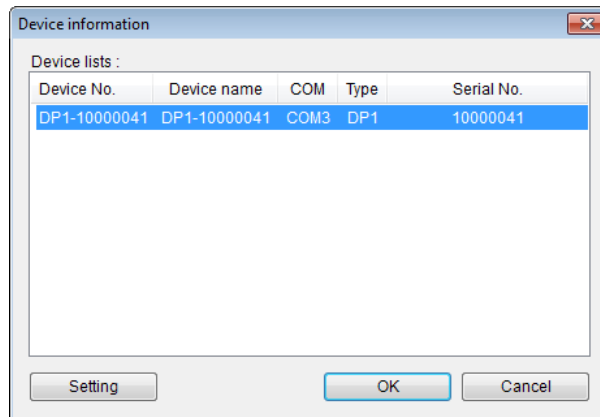 Device information
Device lists :
Device No. Device name COM Type Serial No.
DP1-10000041 DP1-10000041 COM3 DP1 10000041
Setting OK Cancel